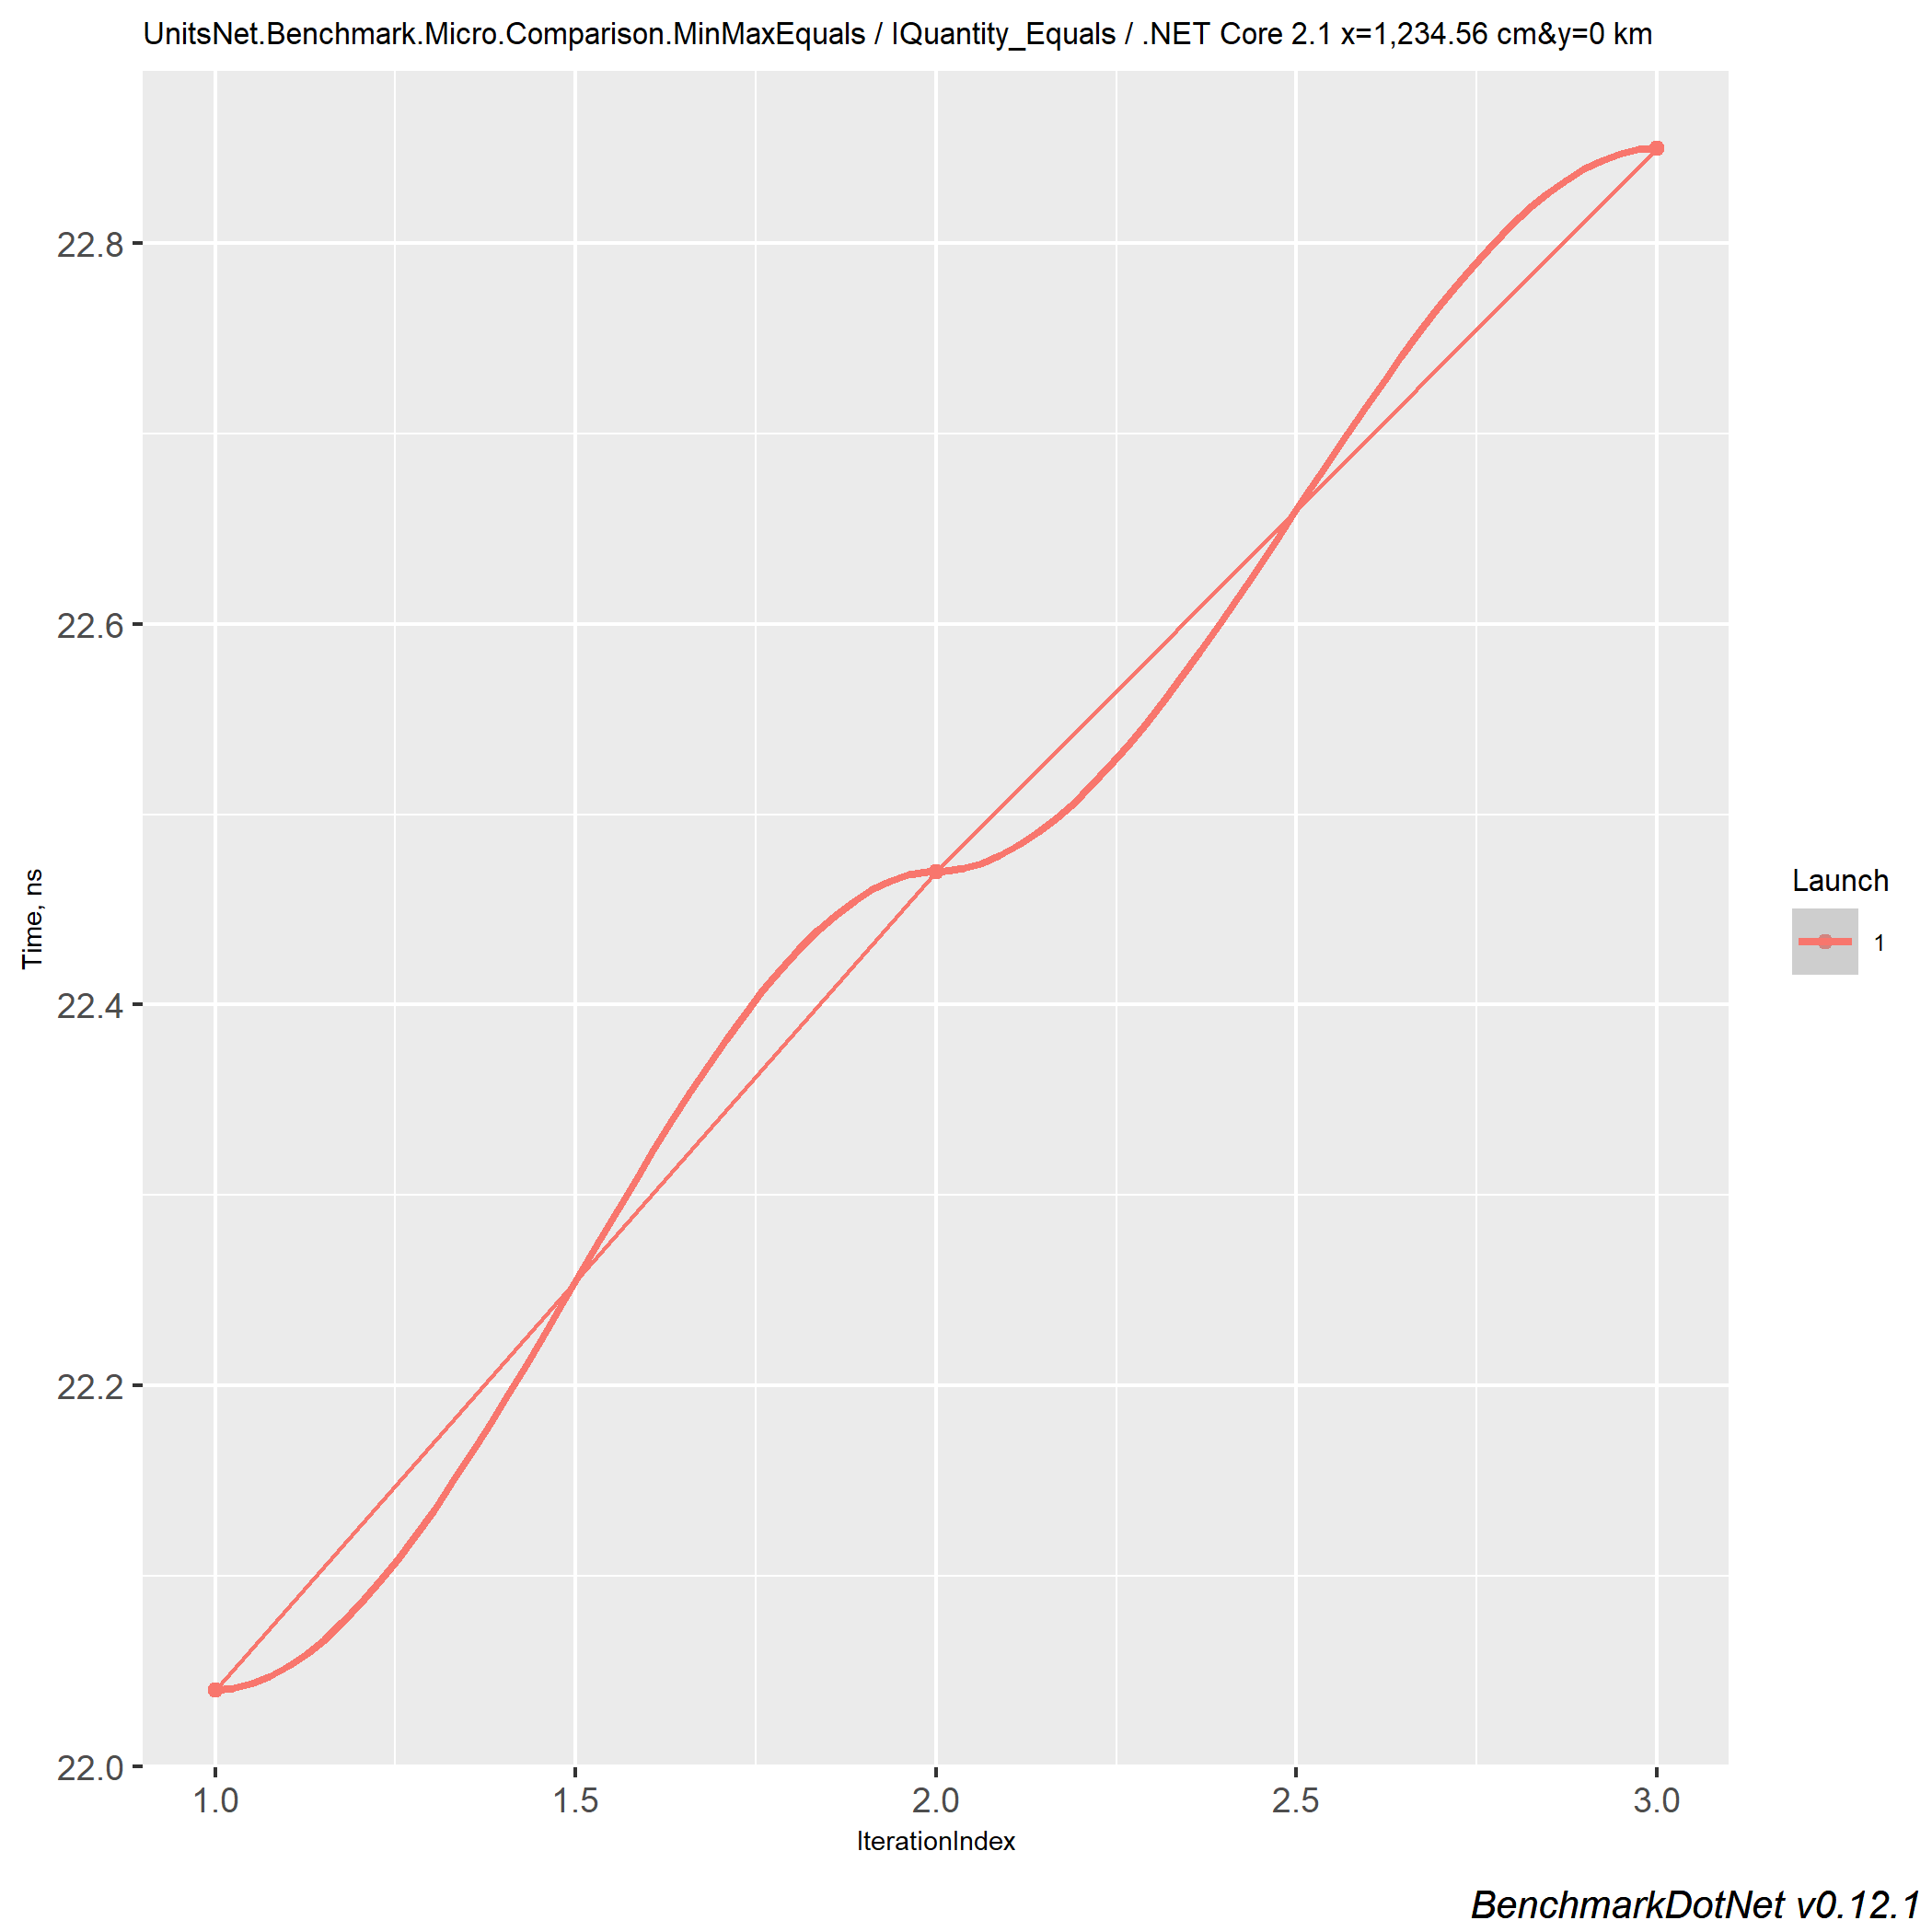 UnitsNet.Benchmark.Micro.Comparison.MinMaxEquals / IQuantity_Equals / .NET Core 2.1 x=1,234.56 cm&y=0 km
22.8
22.6
22.4
22.2
22.0
Time, ns
1.0 1.5 2.0 2.5 3.0
IterationIndex
Launch
1
BenchmarkDotNet v0.12.1